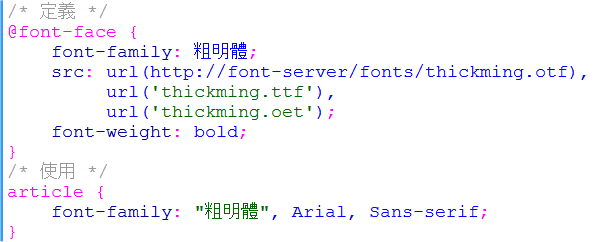 /* 定義 */
@font-face {
    font-family: 粗明體;
    src: url(http://font-server/fonts/thickming.otf),
         url('thickming.ttf'),
         url('thickming.oet');
    font-weight: bold;
}
/* 使用 */
article {
    font-family: "粗明體", Arial, Sans-serif;
}